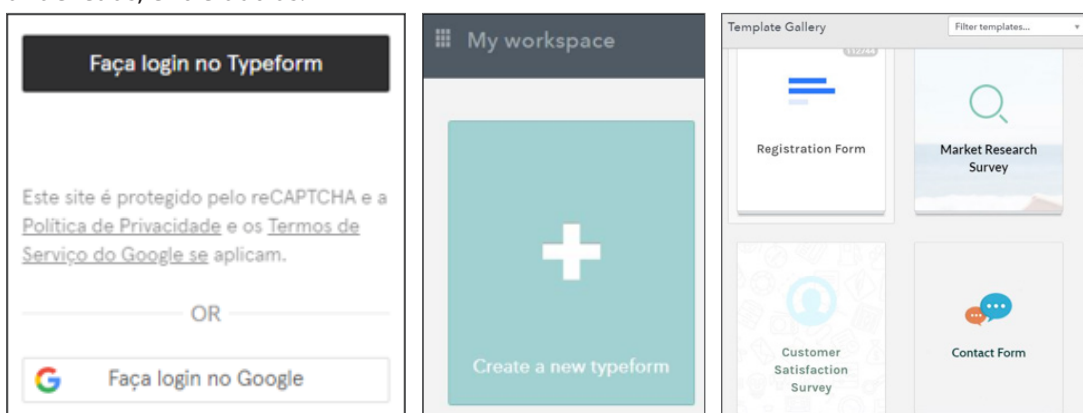 Faça login no Typeform
Este site é protegido pelo reCAPTCHA e a
Política de Privacidade e os Termos de
Serviço do Google se aplicam.
OR
Faça login no Google
My workspace
Create a new typeform
Template Gallery
Filter templates...
Registration Form
Market Research
Survey
Customer
Satisfaction
Survey
Contact Form